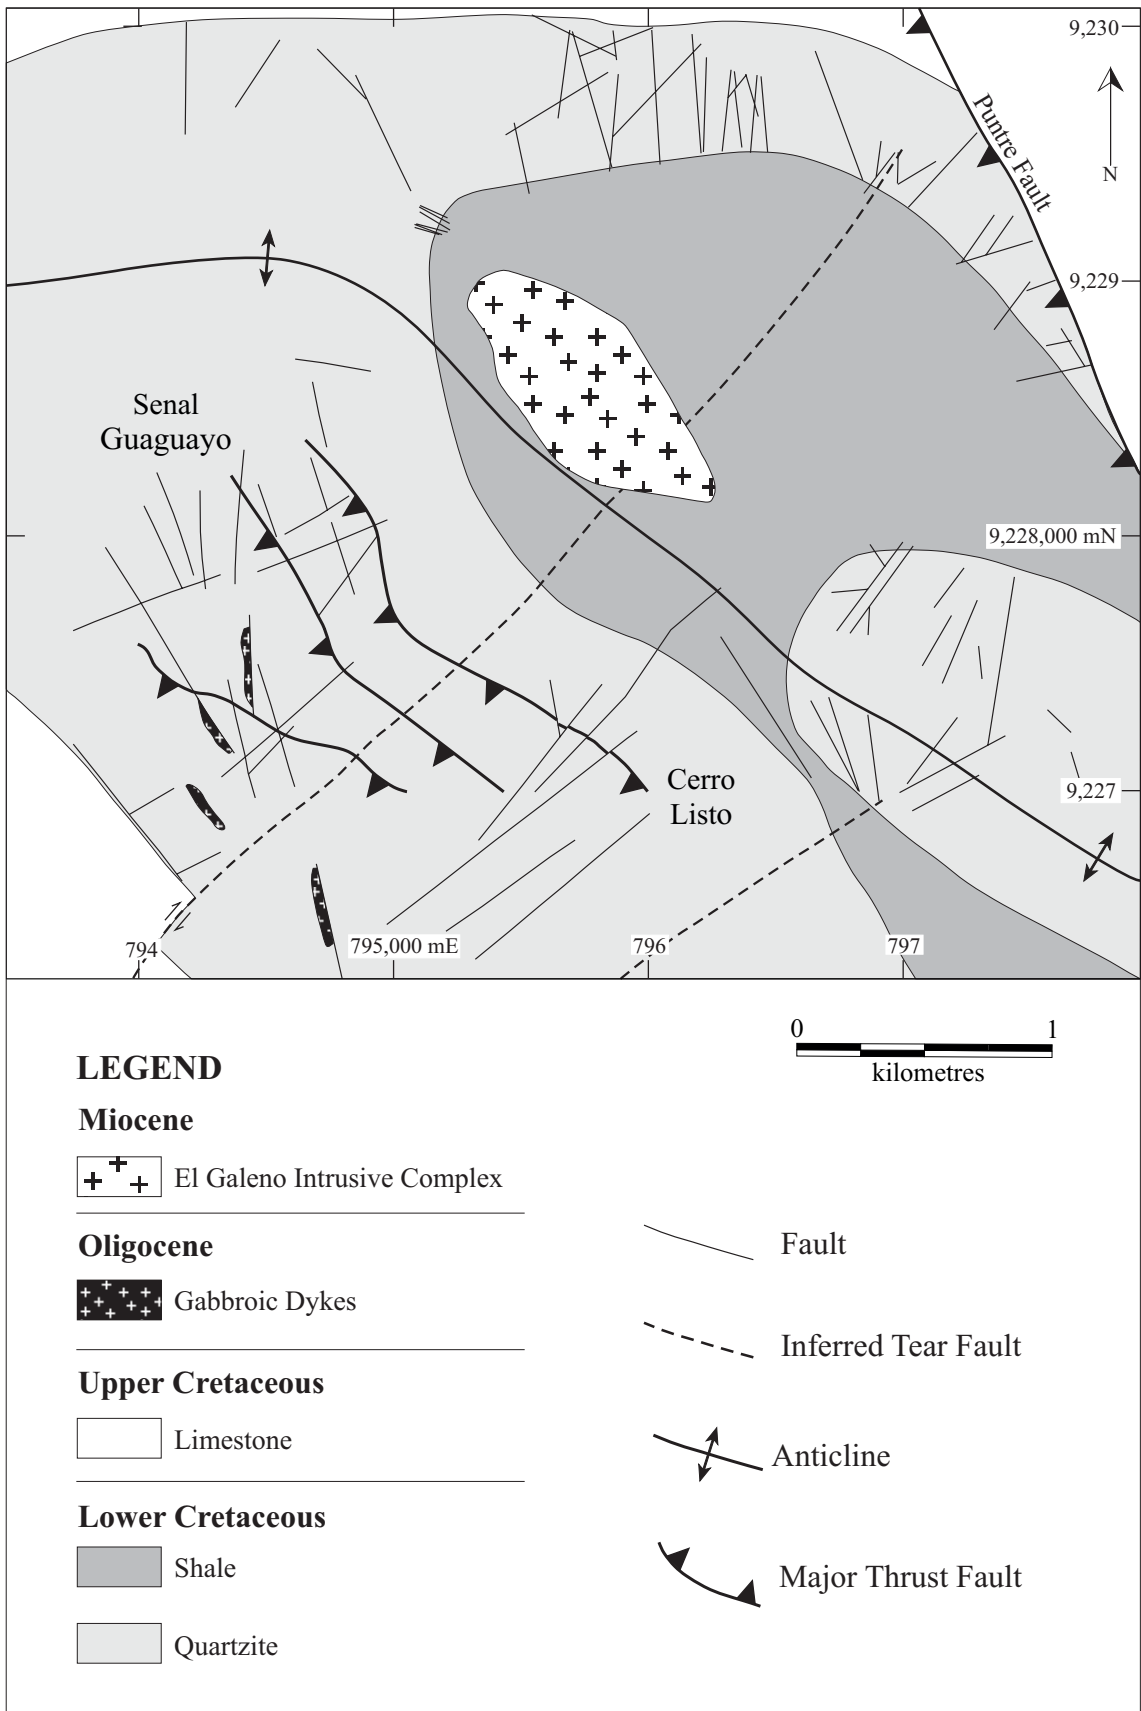 9,230
Puntre Fault
N
9,229
Senal
Guaguayo
9,228,000 mN
Cerro
Listo
9,227
794
795,000 mE
796
797
0
1
kilometres
LEGEND
Miocene
El Galeno Intrusive Complex
Oligocene
Gabbroic Dykes
Upper Cretaceous
Limestone
Lower Cretaceous
Shale
Quartzite
Fault
Inferred Tear Fault
Anticline
Major Thrust Fault